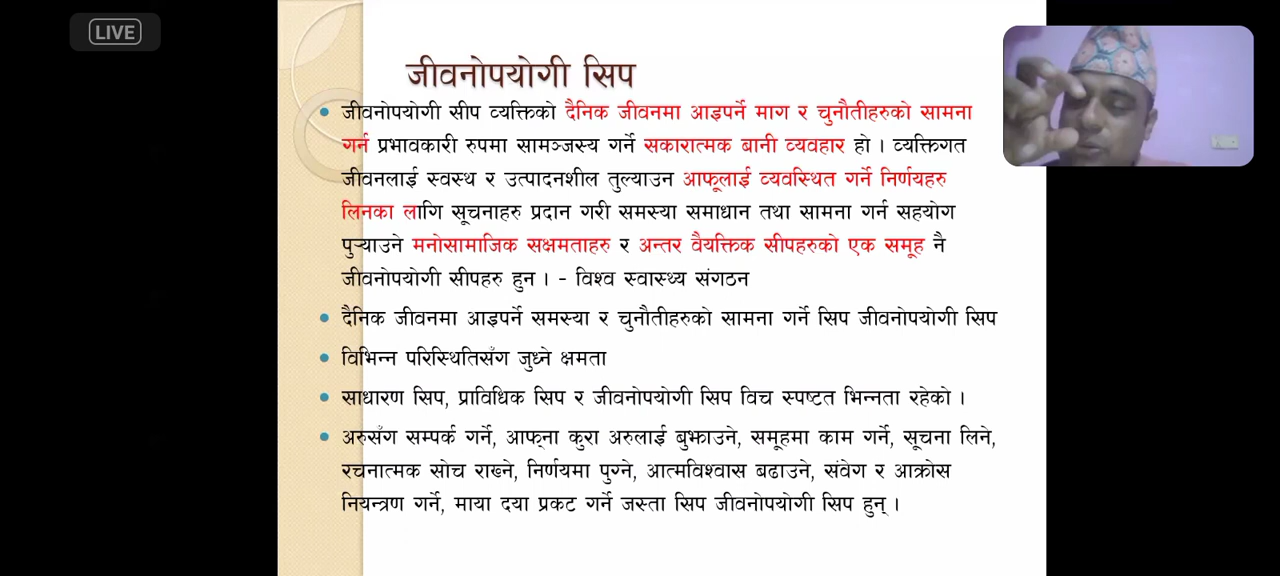 LIVE
जीवनोपयोगी सिप
जीवनोपयोगी सीप व्यक्तिको दैनिक जीवनमा आइपर्ने माग र चुनौतीहरुको सामना
गर्न प्रभावकारी रुपमा सामञ्जस्य गर्ने सकारात्मक बानी व्यवहार हो । व्यक्तिगत
जीवनलाई स्वस्थ र उत्पादनशील तुल्याउन आफूलाई व्यवस्थित गर्ने निर्णयहरु
लिनका लागि सूचनाहरु प्रदान गरी समस्या समाधान तथा सामना गर्न सहयोग
पुऱ्याउने मनोसामाजिक सक्षमताहरु र अन्तर वैयक्तिक सीपहरुको एक समूह नै
जीवनोपयोगी सीपहरु हुन । - विश्व स्वास्थ्य संगठन
दैनिक जीवनमा आइपर्ने समस्या र चुनौतीहरुको सामना गर्ने सिप जीवनोपयोगी सिप
विभिन्न परिस्थितिसँग जुध्ने क्षमता
साधारण सिप, प्राविधिक सिप र जीवनोपयोगी सिप विच स्पष्टत भिन्नता रहेको ।
अरुसँग सम्पर्क गर्ने, आफ्‌ना कुरा अरुलाई बुझाउने, समूहमा काम गर्ने, सूचना लिने,
रचनात्मक सोच राख्ने, निर्णयमा पुग्ने, आत्मविश्वास बढाउने, संवेग र आक्रोस
नियन्त्रण गर्ने, माया दया प्रकट गर्ने जस्ता सिप जीवनोपयोगी सिप हुन् ।